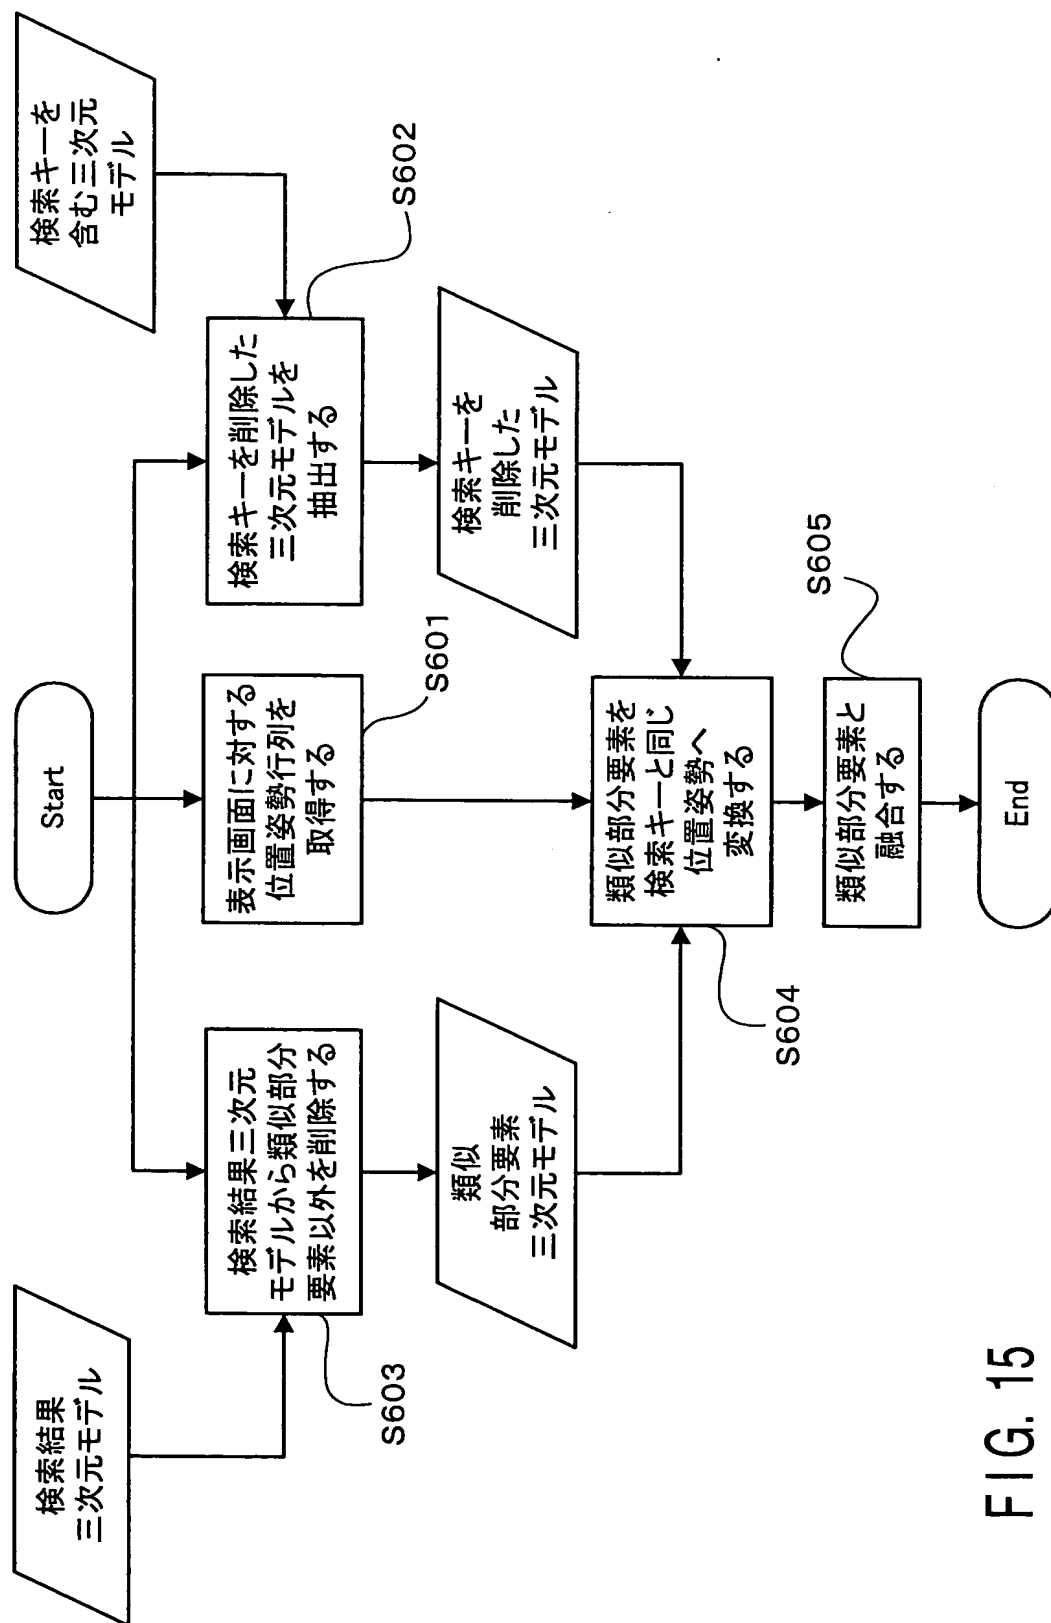 Start
検索結果
三次元モデル
検索キーを
含む三次元
モデル
検索結果三次元
モデルから類似部分
要素以外を削除する
S603
表示画面に対する
位置姿勢行列を
取得する
S601
検索キーを削除した
三次元モデルを
抽出する
S602
類似
部分要素
三次元モデル
検索キーを
削除した
三次元モデル
類似部分要素を
検索キーと同じ
位置姿勢へ
変換する
S604
類似部分要素と
融合する
S605
End
FIG. 15